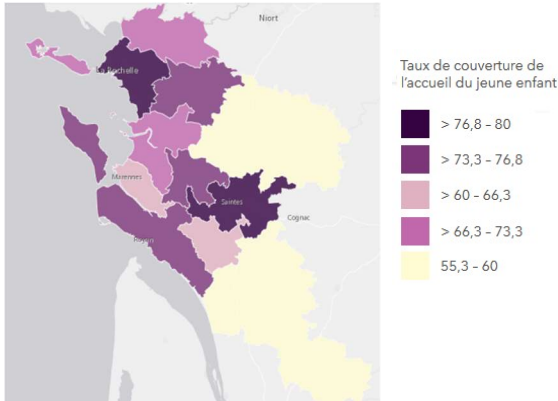 Niort
La Rochelle
Marennes
Saintes
Cognac
Royan
Taux de couverture de
l'accueil du jeune enfant
> 76,8 – 80
> 73,3 – 76,8
> 60 – 66,3
> 66,3 – 73,3
55,3 – 60